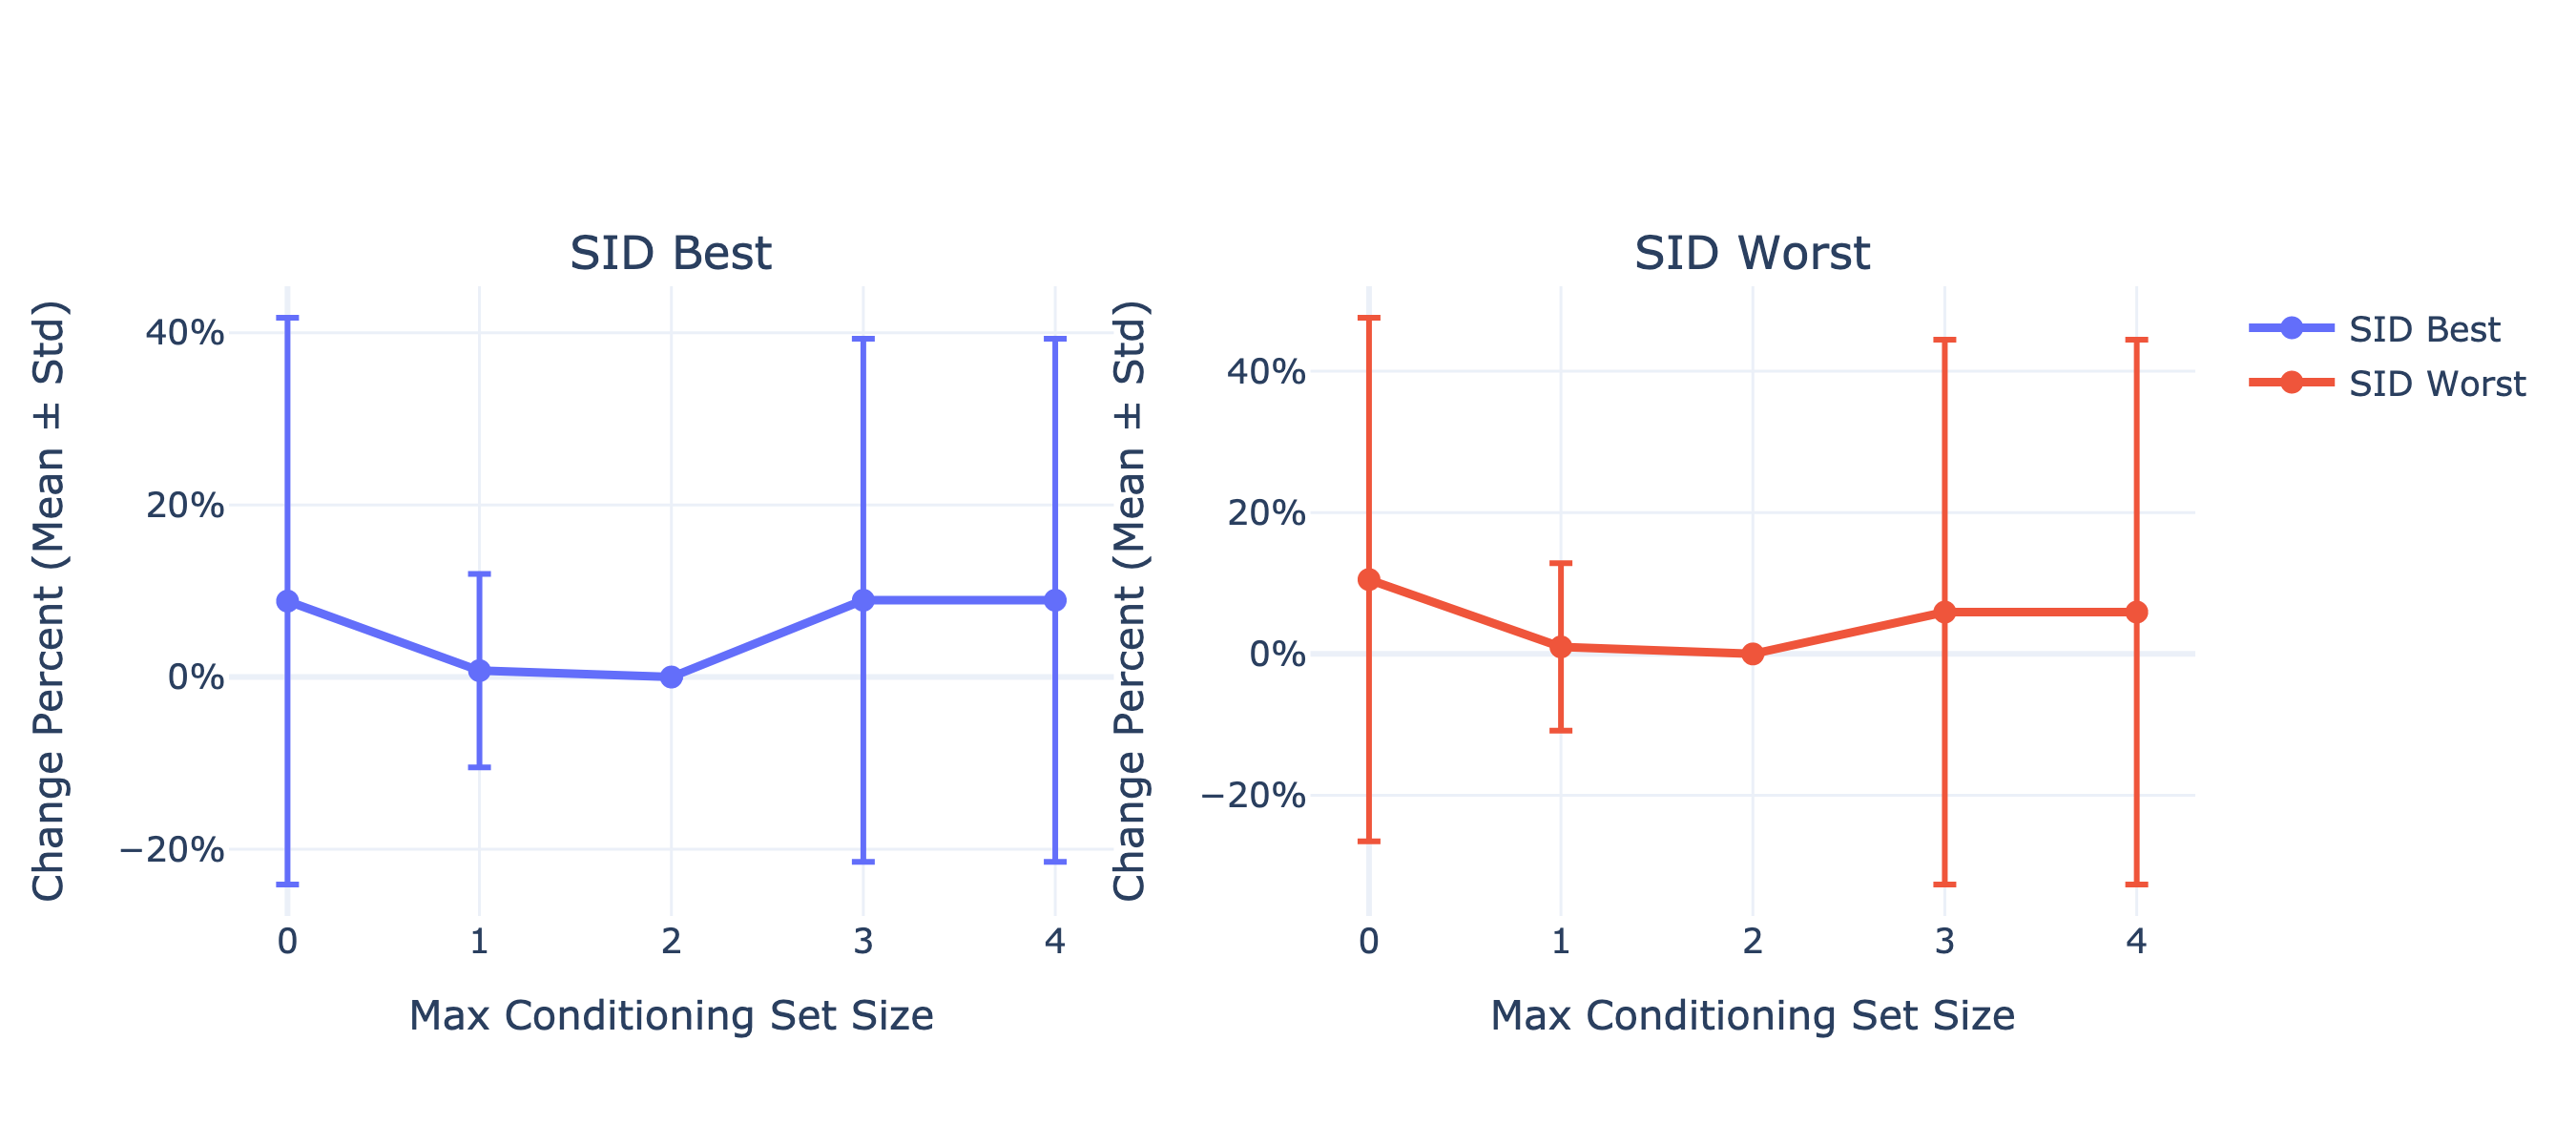 SID Best
Change Percent (Mean ± Std)
40%
20%
0%
−20%
0 1 2 3 4
Max Conditioning Set Size
SID Worst
Change Percent (Mean ± Std)
40%
20%
0%
−20%
0 1 2 3 4
Max Conditioning Set Size
SID Best
SID Worst